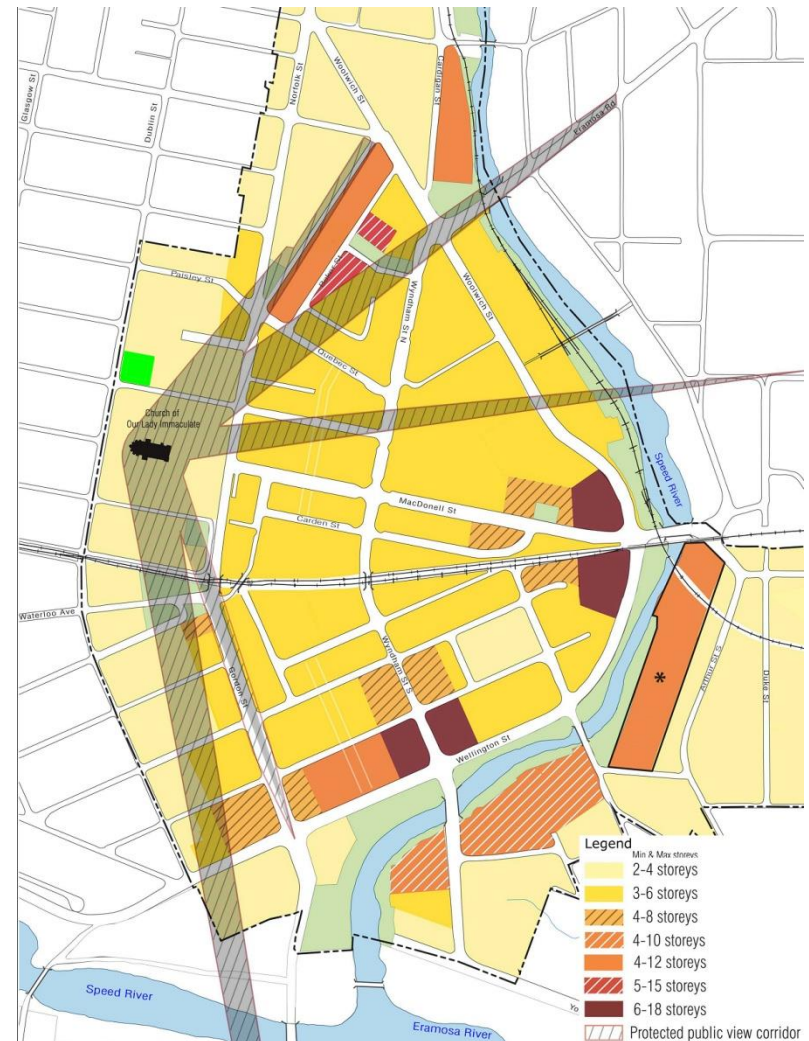 Glasgow St
Dublin St
Norfolk St
Woolwich St
Cardigan St
Eramosa Rd
Paisley St
Woolwich St
Wyndham St N
Quebec St
Church of
Our Lady Immaculate
Speed River
MacDonell St
Carden St
Waterloo Ave
Gordon St
Wyndham St S
Arthur St S
Duke St
*
Wellington St
Legend
Min & Max storeys
2-4 storeys
3-6 storeys
4-8 storeys
4-10 storeys
4-12 storeys
5-15 storeys
6-18 storeys
Protected public view corridor
Speed River
Eramosa River
Yo